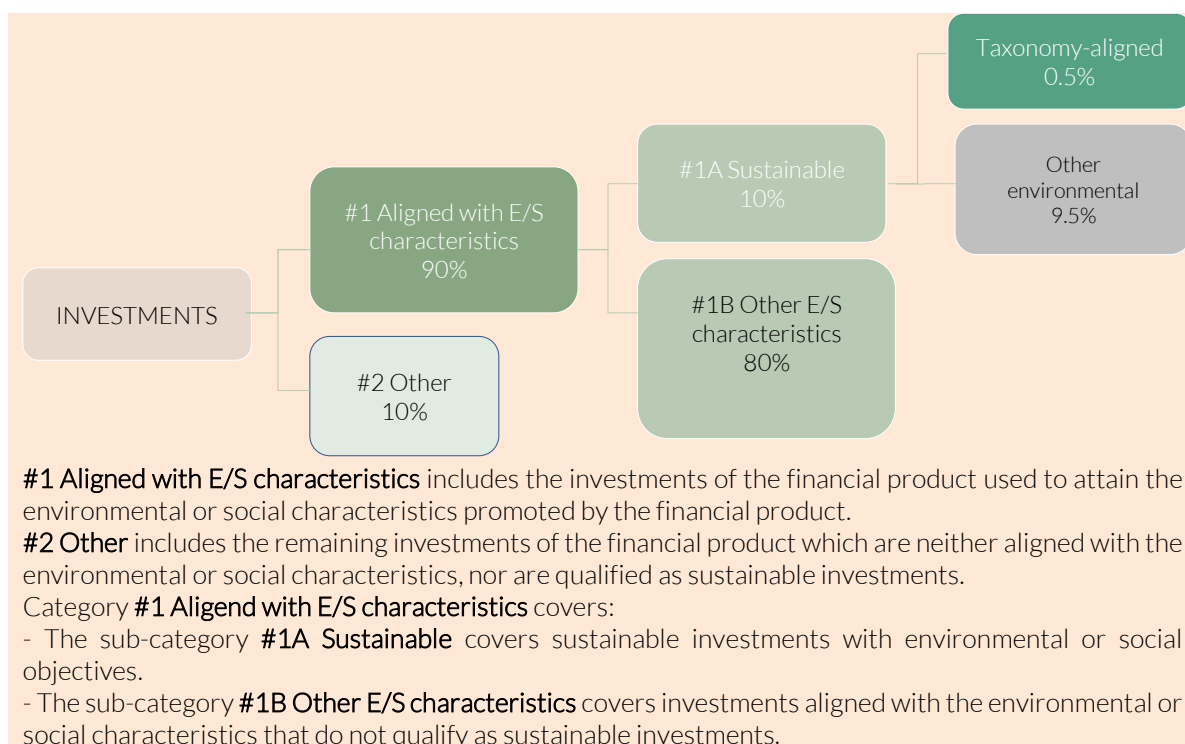 Taxonomy-aligned
0.5%
#1A Sustainable
10%
Other
environmental
9.5%
#1 Aligned with E/S
characteristics
90%
#1B Other E/S
characteristics
80%
INVESTMENTS
#2 Other
10%
#1 Aligned with E/S characteristics includes the investments of the financial product used to attain the
environmental or social characteristics promoted by the financial product.
#2 Other includes the remaining investments of the financial product which are neither aligned with the
environmental or social characteristics, nor are qualified as sustainable investments.
Category #1 Aligend with E/S characteristics covers:
- The sub-category #1A Sustainable covers sustainable investments with environmental or social
objectives.
- The sub-category #1B Other E/S characteristics covers investments aligned with the environmental or
social characteristics that do not qualify as sustainable investments.